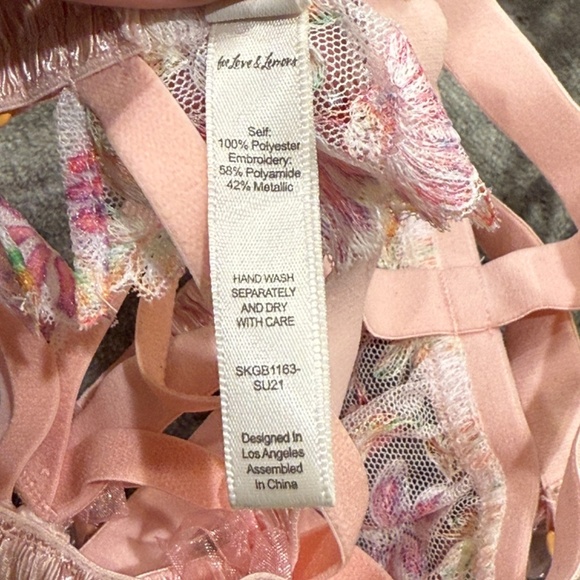 for Love & Lemons
Self:
100% Polyester
Embroidery:
58% Polyamide
42% Metallic
HAND WASH
SEPARATELY
AND DRY
WITH CARE
SKGB1163-
SU21
Designed in
Los Angeles
Assembled
in China